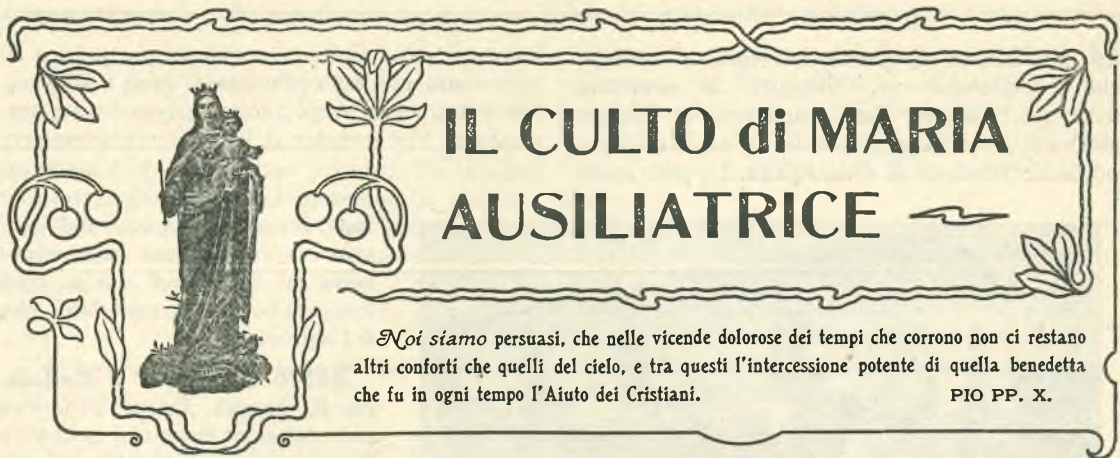 IL CULTO di MARIA
AUSILIATRICE
Noi siamo persuasi, che nelle vicende dolorose dei tempi che corrono non ci restano
altri conforti che quelli del cielo, e tra questi l'intercessione potente di quella benedetta
che fu in ogni tempo l'Aiuto dei Cristiani. PIO PP. X.